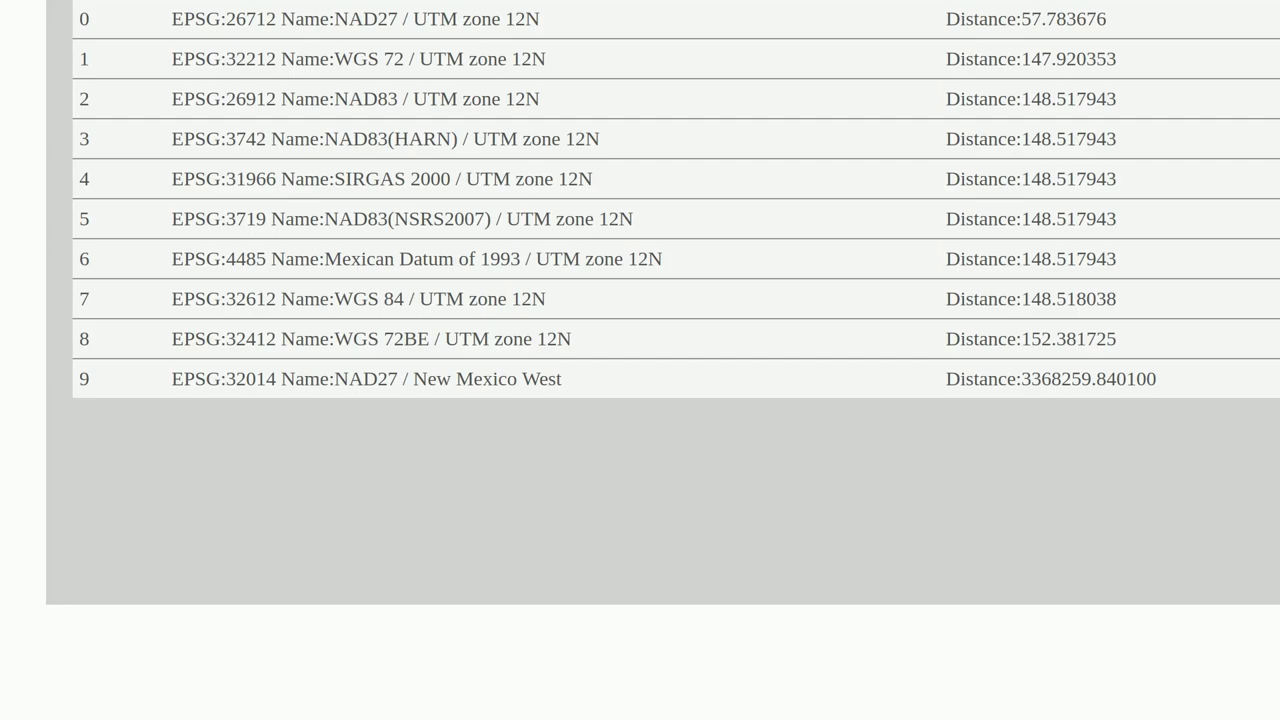 0 EPSG:26712 Name:NAD27 / UTM zone 12N Distance:57.783676
1 EPSG:32212 Name:WGS 72 / UTM zone 12N Distance:147.920353
2 EPSG:26912 Name:NAD83 / UTM zone 12N Distance:148.517943
3 EPSG:3742 Name:NAD83(HARN) / UTM zone 12N Distance:148.517943
4 EPSG:31966 Name:SIRGAS 2000 / UTM zone 12N Distance:148.517943
5 EPSG:3719 Name:NAD83(NSRS2007) / UTM zone 12N Distance:148.517943
6 EPSG:4485 Name:Mexican Datum of 1993 / UTM zone 12N Distance:148.517943
7 EPSG:32612 Name:WGS 84 / UTM zone 12N Distance:148.518038
8 EPSG:32412 Name:WGS 72BE / UTM zone 12N Distance:152.381725
9 EPSG:32014 Name:NAD27 / New Mexico West Distance:3368259.840100